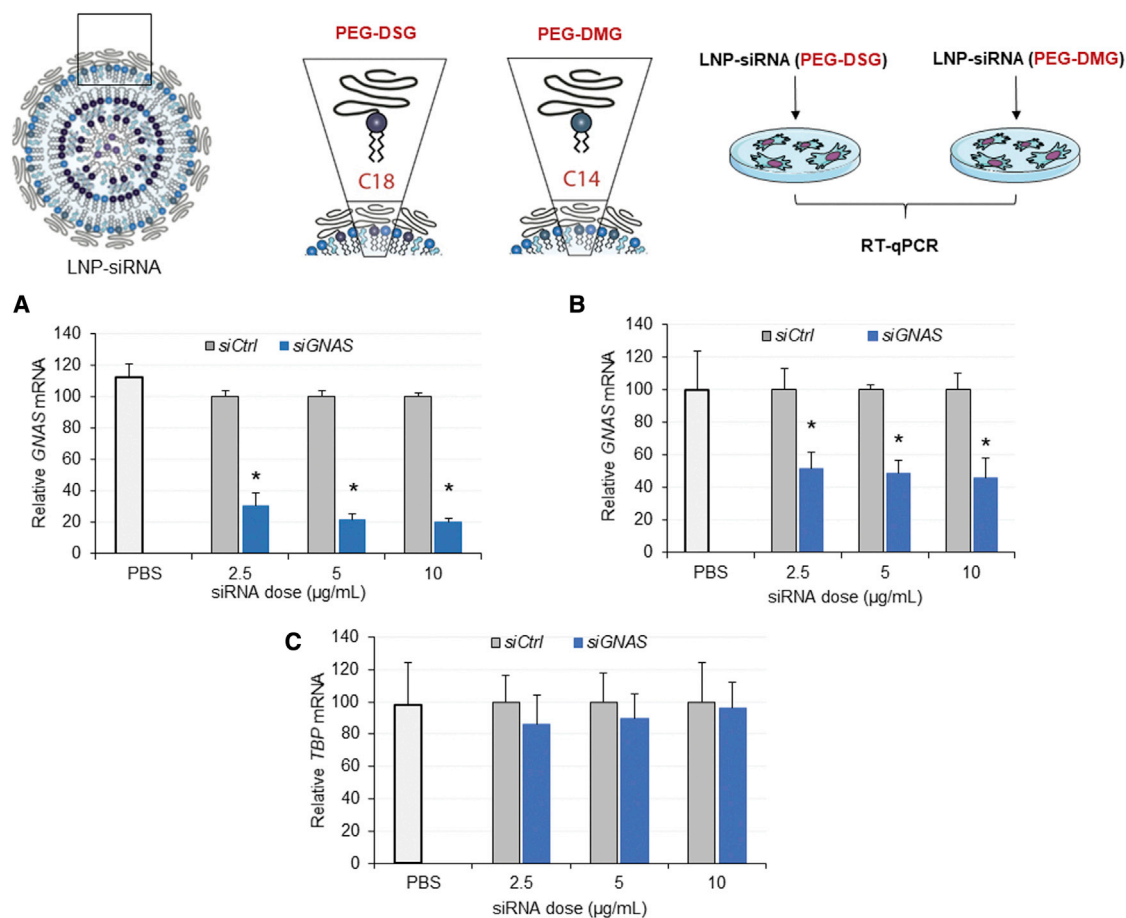 PEG-DSG
PEG-DMG
C18
C14
LNP-siRNA
LNP-siRNA (PEG-DSG)
LNP-siRNA (PEG-DMG)
RT-qPCR
A
siCtrl
siGNAS
Relative GNAS mRNA
140
120
100
80
60
40
20
0
*
*
*
PBS
2.5
5
10
siRNA dose (µg/mL)
B
siCtrl
siGNAS
Relative GNAS mRNA
140
120
100
80
60
40
20
0
*
*
*
PBS
2.5
5
10
siRNA dose (µg/mL)
C
siCtrl
siGNAS
Relative TBP mRNA
140
120
100
80
60
40
20
0
PBS
2.5
5
10
siRNA dose (µg/mL)